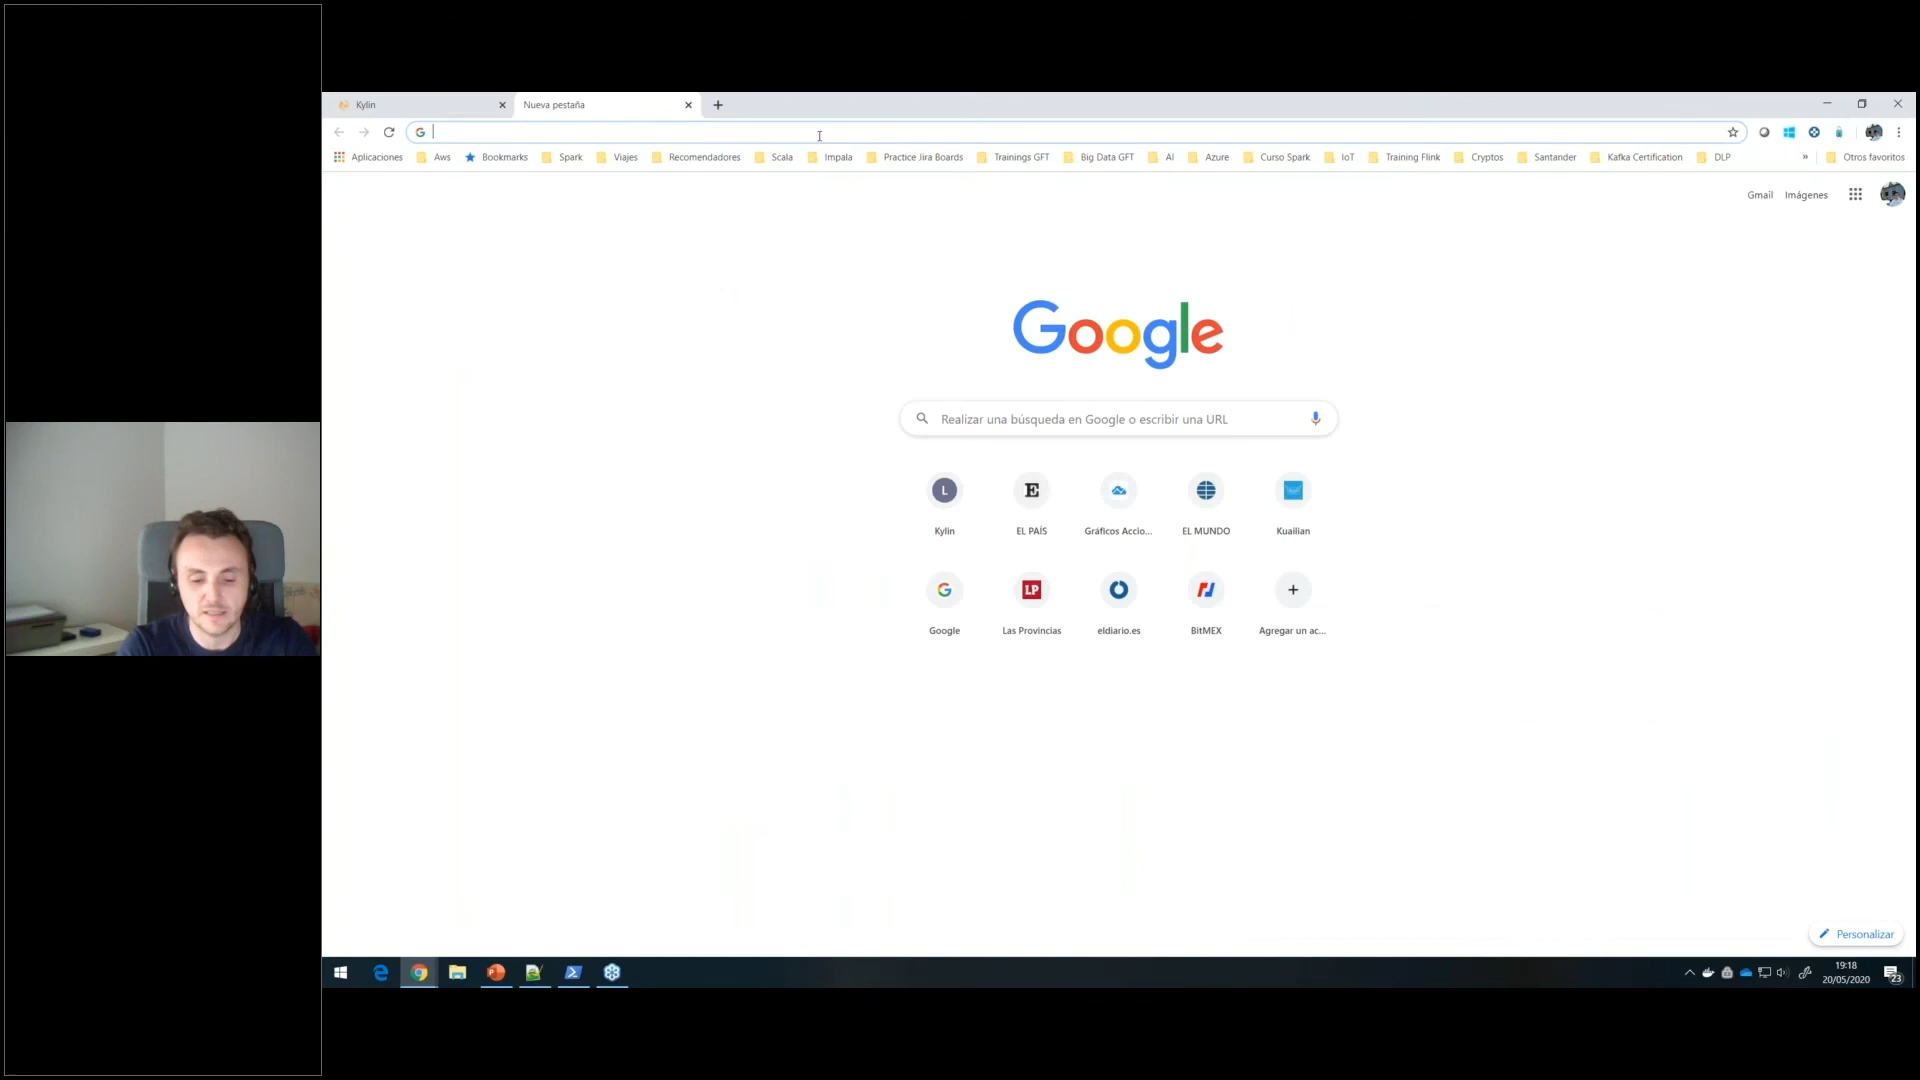 Kylin
Nueva pestaña
Aplicaciones Aws Bookmarks Spark Viajes Recomendadores Scala Impala Practice Jira Boards Trainings GFT Big Data GFT AI Azure Curso Spark IoT Training Flink Cryptos Santander Kafka Certification DLP » Otros favoritos
Gmail Imágenes
Google
Realizar una búsqueda en Google o escribir una URL
L E
Kylin EL PAÍS Gráficos Accio... EL MUNDO Kuailian
G LP
Google Las Provincias eldiario.es BitMEX Agregar un ac...
Personalizar
19:18
20/05/2020
23